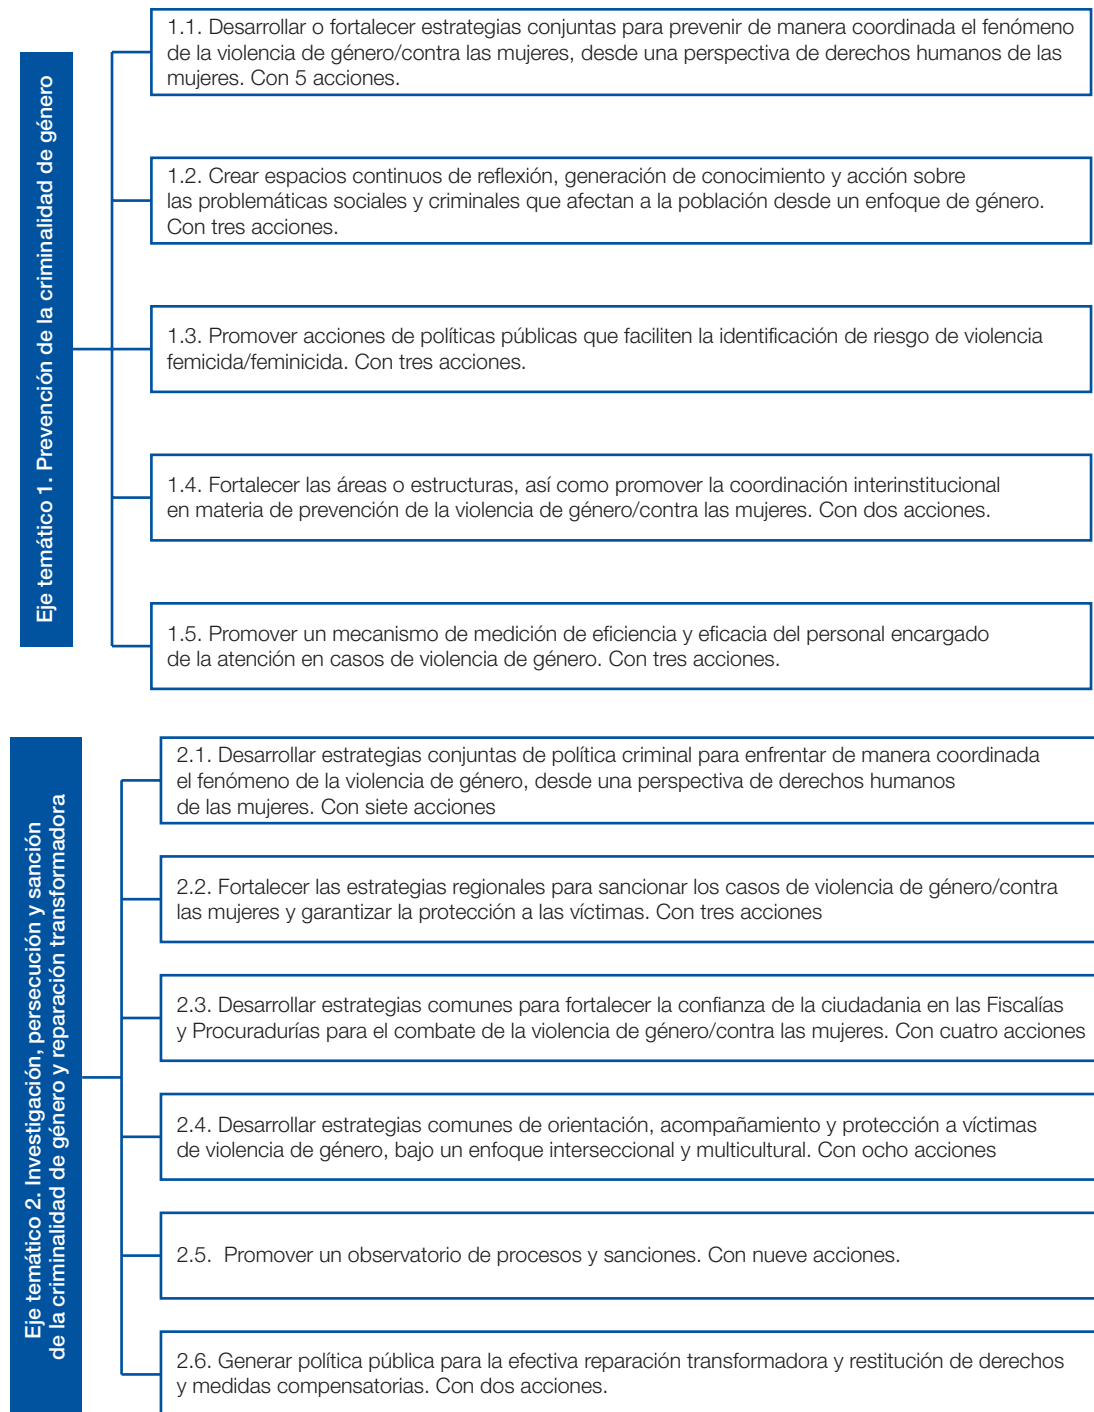 Eje temático 1. Prevención de la criminalidad de género
1.1. Desarrollar o fortalecer estrategias conjuntas para prevenir de manera coordinada el fenómeno
de la violencia de género/contra las mujeres, desde una perspectiva de derechos humanos de las
mujeres. Con 5 acciones.
1.2. Crear espacios continuos de reflexión, generación de conocimiento y acción sobre
las problemáticas sociales y criminales que afectan a la población desde un enfoque de género.
Con tres acciones.
1.3. Promover acciones de políticas públicas que faciliten la identificación de riesgo de violencia
femicida/feminicida. Con tres acciones.
1.4. Fortalecer las áreas o estructuras, así como promover la coordinación interinstitucional
en materia de prevención de la violencia de género/contra las mujeres. Con dos acciones.
1.5. Promover un mecanismo de medición de eficiencia y eficacia del personal encargado
de la atención en casos de violencia de género. Con tres acciones.
Eje temático 2. Investigación, persecución y sanción
de la criminalidad de género y reparación transformadora
2.1. Desarrollar estrategias conjuntas de política criminal para enfrentar de manera coordinada
el fenómeno de la violencia de género, desde una perspectiva de derechos humanos
de las mujeres. Con siete acciones
2.2. Fortalecer las estrategias regionales para sancionar los casos de violencia de género/contra
las mujeres y garantizar la protección a las víctimas. Con tres acciones
2.3. Desarrollar estrategias comunes para fortalecer la confianza de la ciudadania en las Fiscalías
y Procuradurías para el combate de la violencia de género/contra las mujeres. Con cuatro acciones
2.4. Desarrollar estrategias comunes de orientación, acompañamiento y protección a víctimas
de violencia de género, bajo un enfoque interseccional y multicultural. Con ocho acciones
2.5. Promover un observatorio de procesos y sanciones. Con nueve acciones.
2.6. Generar política pública para la efectiva reparación transformadora y restitución de derechos
y medidas compensatorias. Con dos acciones.